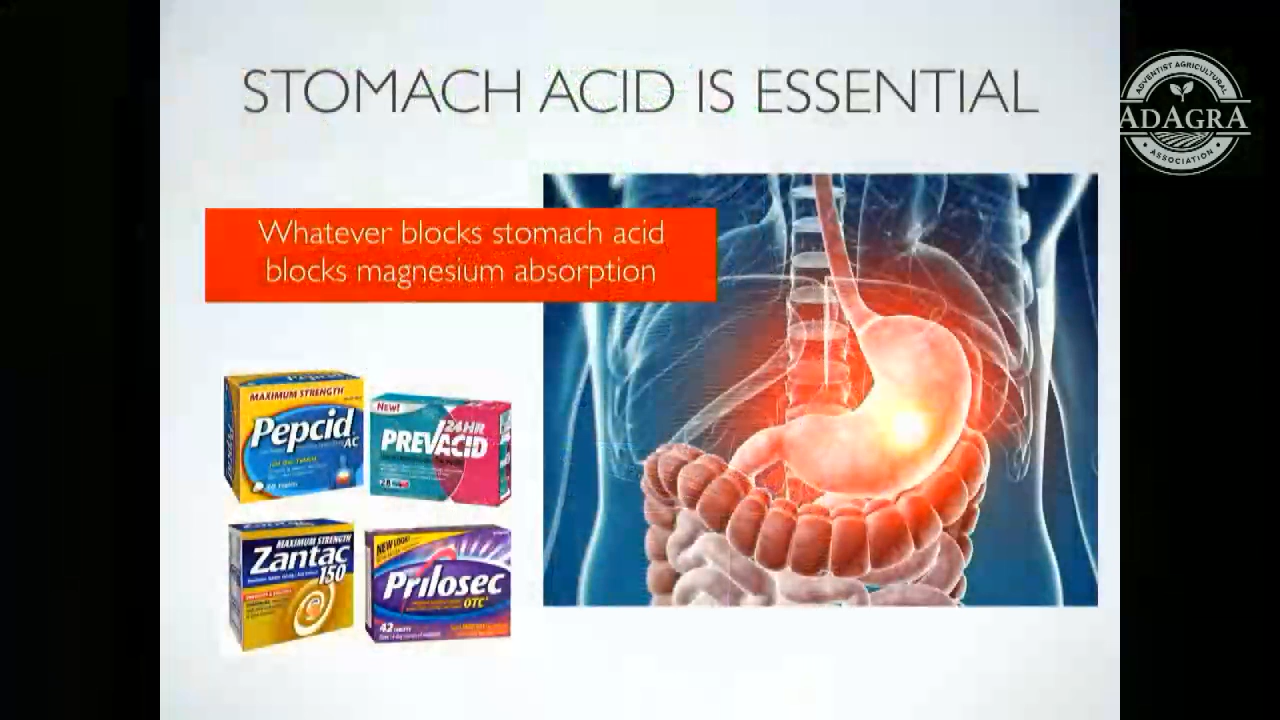 STOMACH ACID IS ESSENTIAL
ADVENTIST AGRICULTURAL
ADAGRA
ASSOCIATION
Whatever blocks stomach acid
blocks magnesium absorption
MAXIMUM STRENGTH
Pepcid AC
New!
24HR
PREVACID
MAXIMUM STRENGTH
Zantac
150
NEW LOOK!
Prilosec
OTC
42 TABLETS